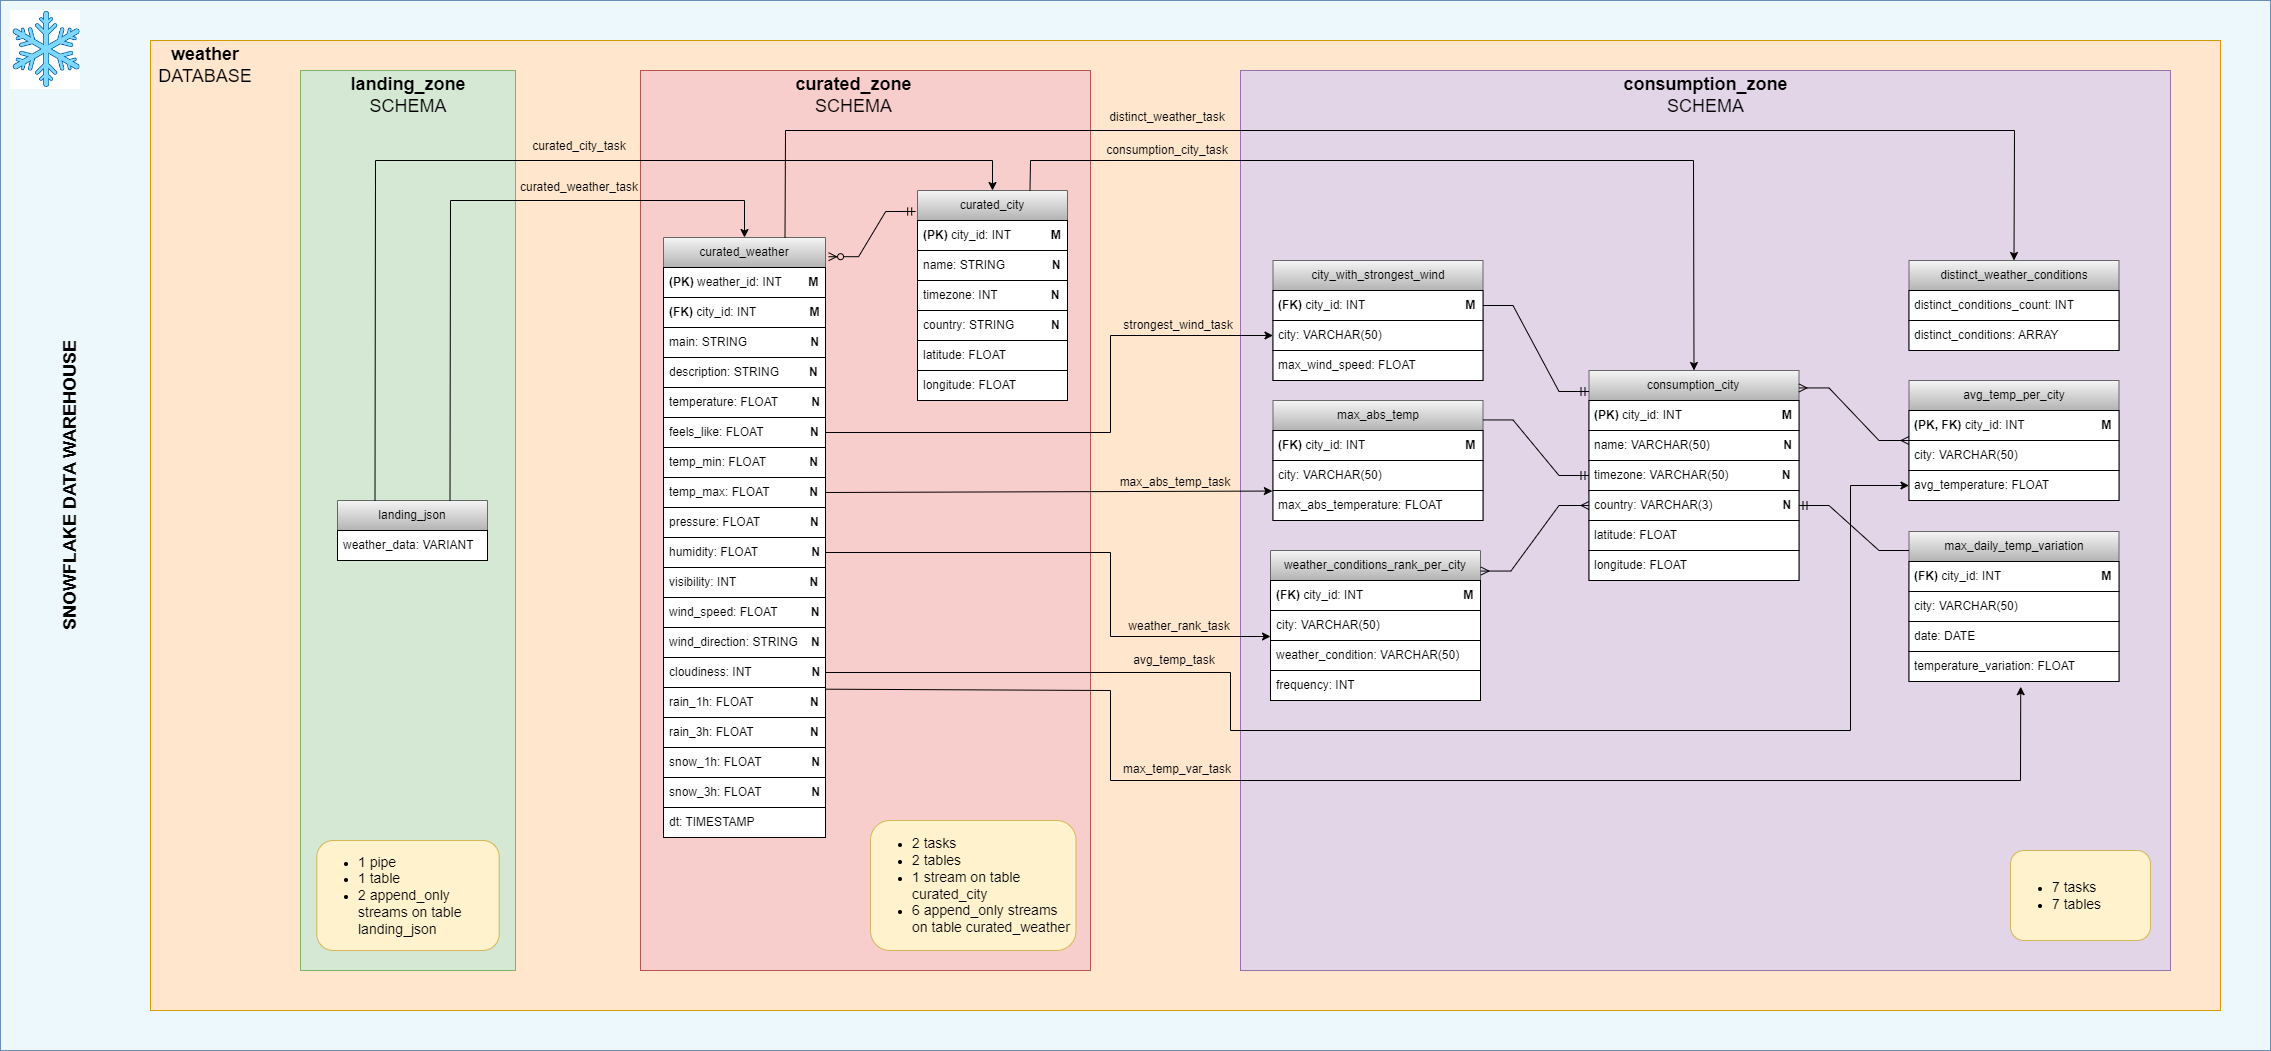 weather
DATABASE
SNOWFLAKE DATA WAREHOUSE
landing_zone
SCHEMA
landing_json
weather_data: VARIANT
1 pipe
1 table
2 append_only
streams on table
landing_json
curated_city_task
curated_weather_task
curated_zone
SCHEMA
curated_weather
(PK) weather_id: INT M
(FK) city_id: INT M
main: STRING N
description: STRING N
temperature: FLOAT N
feels_like: FLOAT N
temp_min: FLOAT N
temp_max: FLOAT N
pressure: FLOAT N
humidity: FLOAT N
visibility: INT N
wind_speed: FLOAT N
wind_direction: STRING N
cloudiness: INT N
rain_1h: FLOAT N
rain_3h: FLOAT N
snow_1h: FLOAT N
snow_3h: FLOAT N
dt: TIMESTAMP
curated_city
(PK) city_id: INT M
name: STRING N
timezone: INT N
country: STRING N
latitude: FLOAT
longitude: FLOAT
2 tasks
2 tables
1 stream on table
curated_city
6 append_only streams
on table curated_weather
distinct_weather_task
consumption_city_task
strongest_wind_task
max_abs_temp_task
weather_rank_task
avg_temp_task
max_temp_var_task
consumption_zone
SCHEMA
city_with_strongest_wind
(FK) city_id: INT M
city: VARCHAR(50)
max_wind_speed: FLOAT
max_abs_temp
(FK) city_id: INT M
city: VARCHAR(50)
max_abs_temperature: FLOAT
weather_conditions_rank_per_city
(FK) city_id: INT M
city: VARCHAR(50)
weather_condition: VARCHAR(50)
frequency: INT
consumption_city
(PK) city_id: INT M
name: VARCHAR(50) N
timezone: VARCHAR(50) N
country: VARCHAR(3) N
latitude: FLOAT
longitude: FLOAT
distinct_weather_conditions
distinct_conditions_count: INT
distinct_conditions: ARRAY
avg_temp_per_city
(PK, FK) city_id: INT M
city: VARCHAR(50)
avg_temperature: FLOAT
max_daily_temp_variation
(FK) city_id: INT M
city: VARCHAR(50)
date: DATE
temperature_variation: FLOAT
7 tasks
7 tables